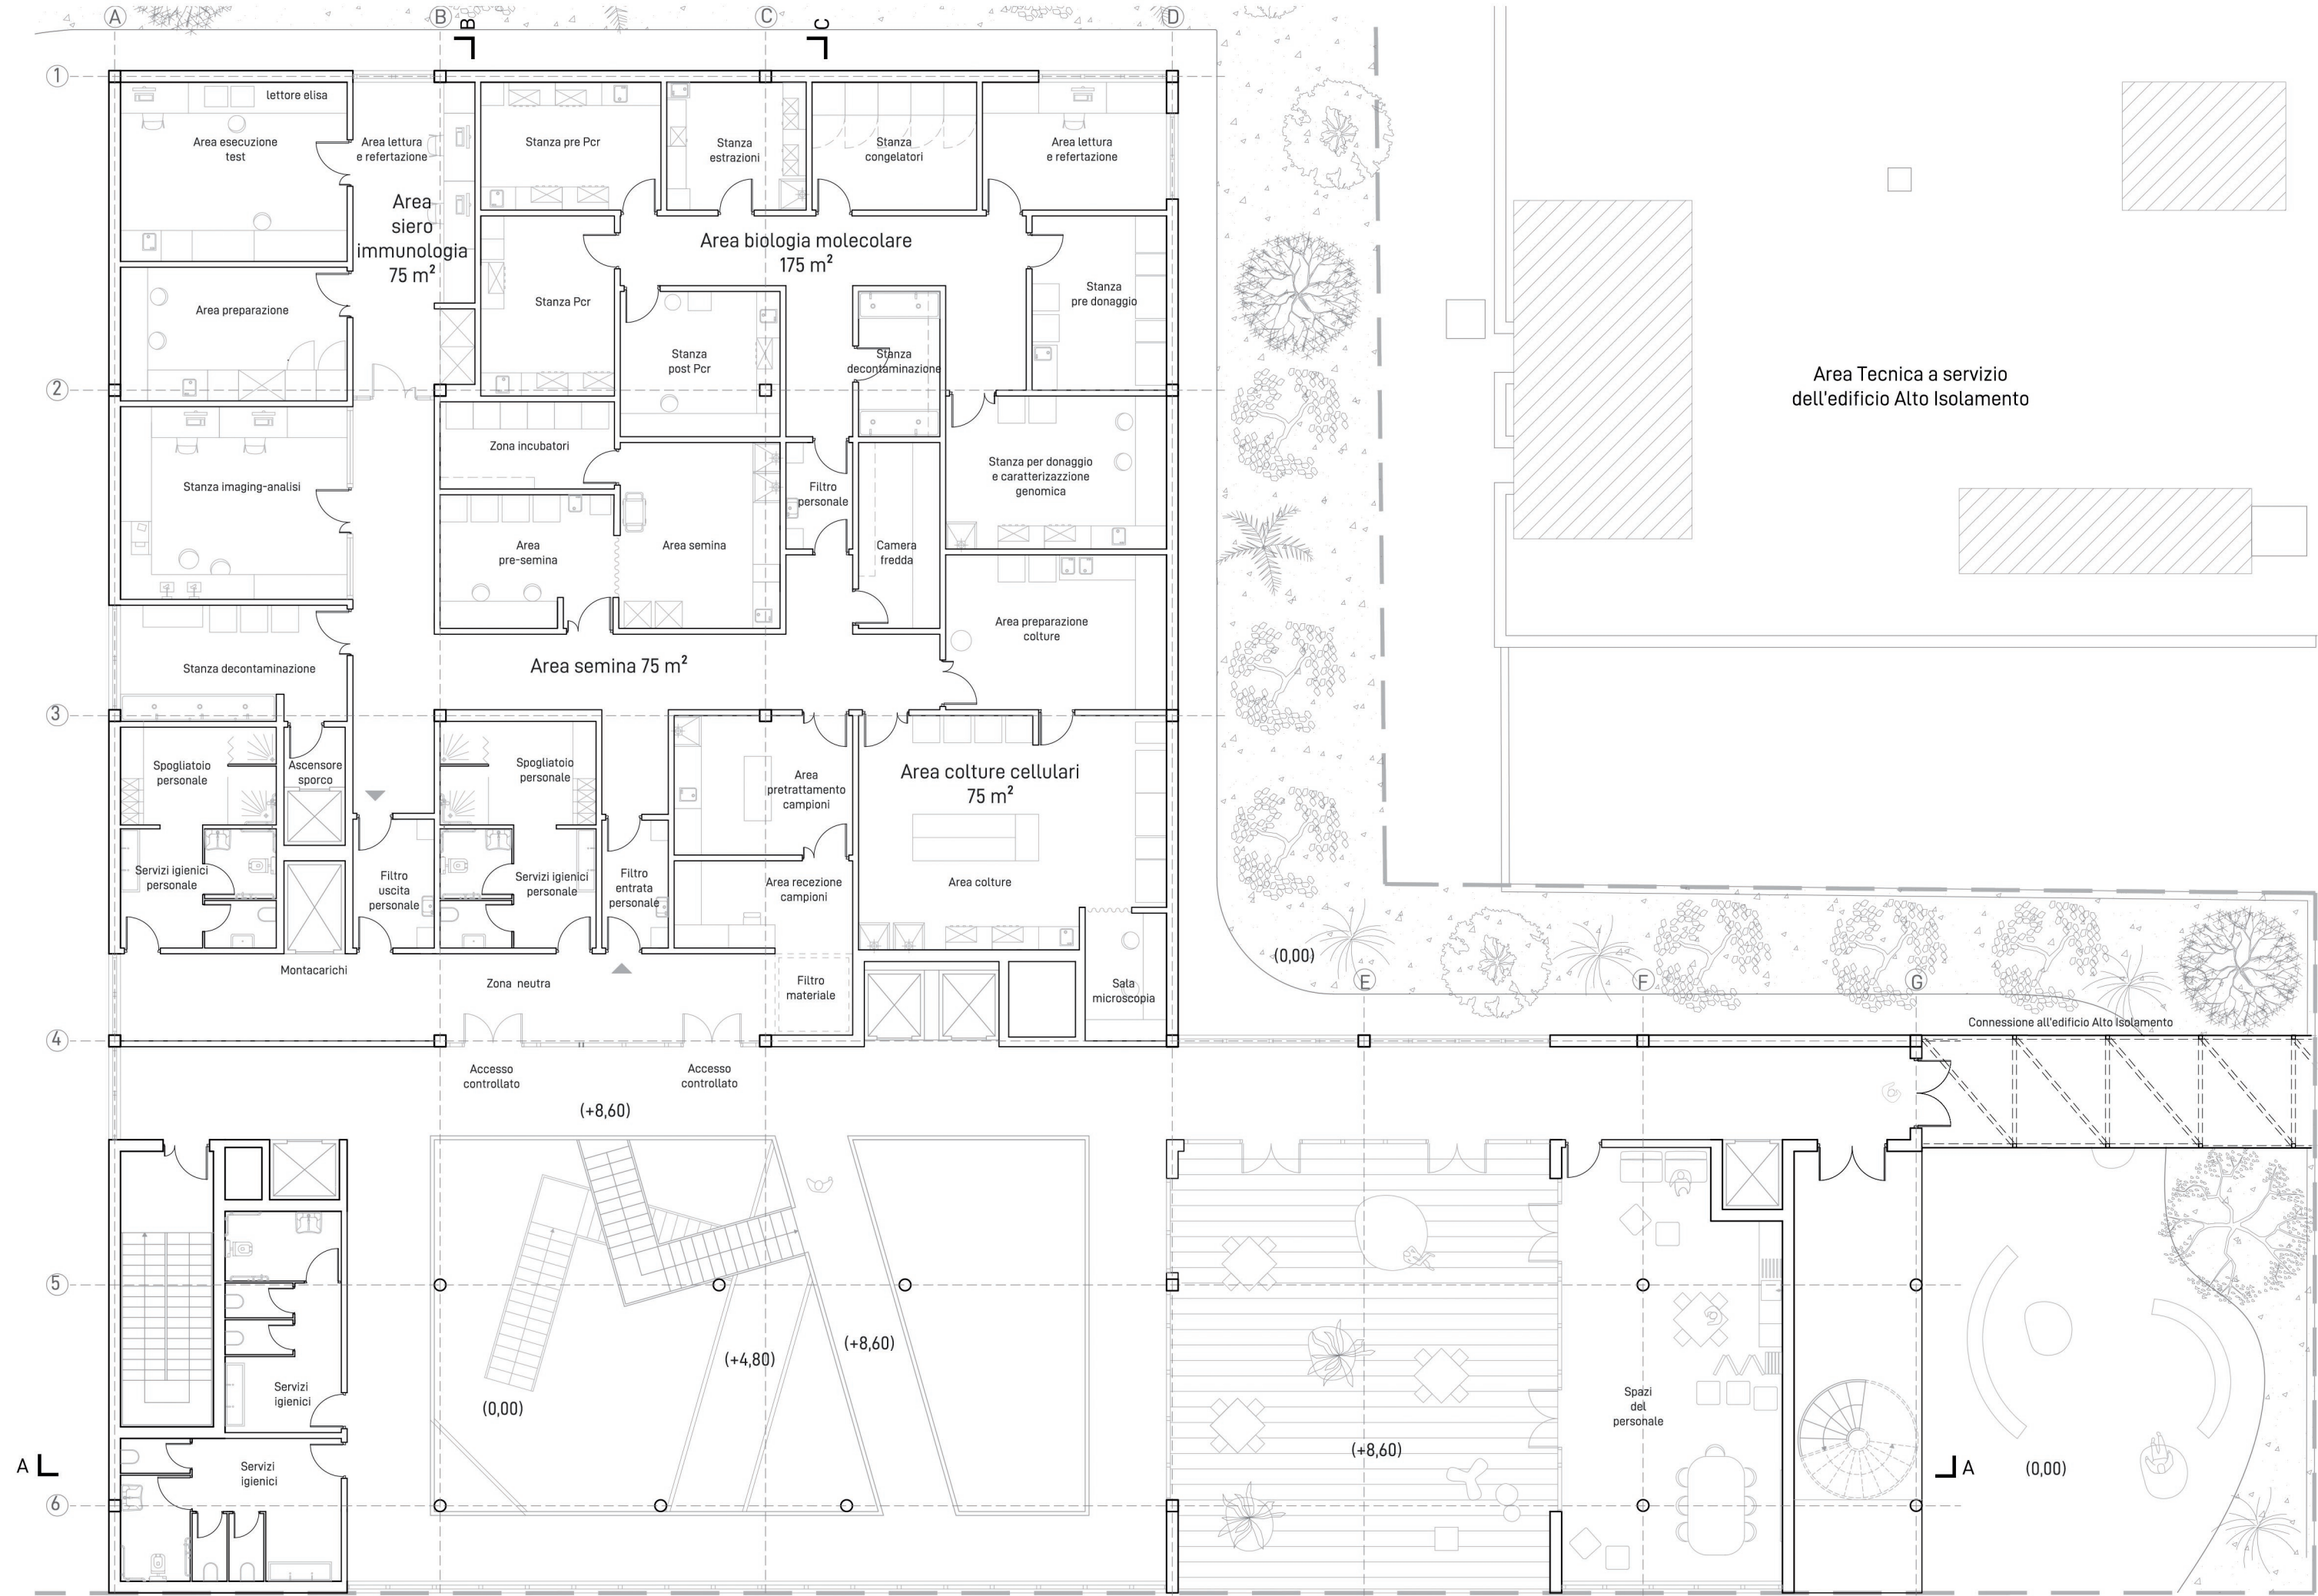 A
B
C
D
B
C
1
lettore elisa
Area esecuzione
test
Area lettura
e refertazione
Stanza pre Pcr
Stanza
estrazioni
Stanza
congelatori
Area lettura
e refertazione
Area
siero
immunologia
75 m²
Area biologia molecolare
175 m²
Area preparazione
Stanza Pcr
Stanza
post Pcr
Stanza
decontaminazione
Stanza
pre donaggio
Area Tecnica a servizio
dell'edificio Alto Isolamento
2
Zona incubatori
Stanza imaging-analisi
Filtro
personale
Stanza per donaggio
e caratterizazzione
genomica
Area
pre-semina
Area semina
Camera
fredda
Area preparazione
colture
Stanza decontaminazione
Area semina 75 m²
3
Spogliatoio
personale
Ascensore
sporco
Spogliatoio
personale
Area
pretrattamento
campioni
Area colture cellulari
75 m²
Servizi igienici
personale
Filtro
uscita
personale
Servizi igienici
personale
Filtro
entrata
personale
Area recezione
campioni
Area colture
Montacarichi
Zona neutra
Filtro
materiale
Sala
microscopia
(0,00)
E
F
G
Connessione all'edificio Alto Isolamento
4
Accesso
controllato
Accesso
controllato
(+8,60)
5
(+4,80)
(+8,60)
(0,00)
Servizi
igienici
Spazi
del
personale
(+8,60)
A
Servizi
igienici
A
(0,00)
6